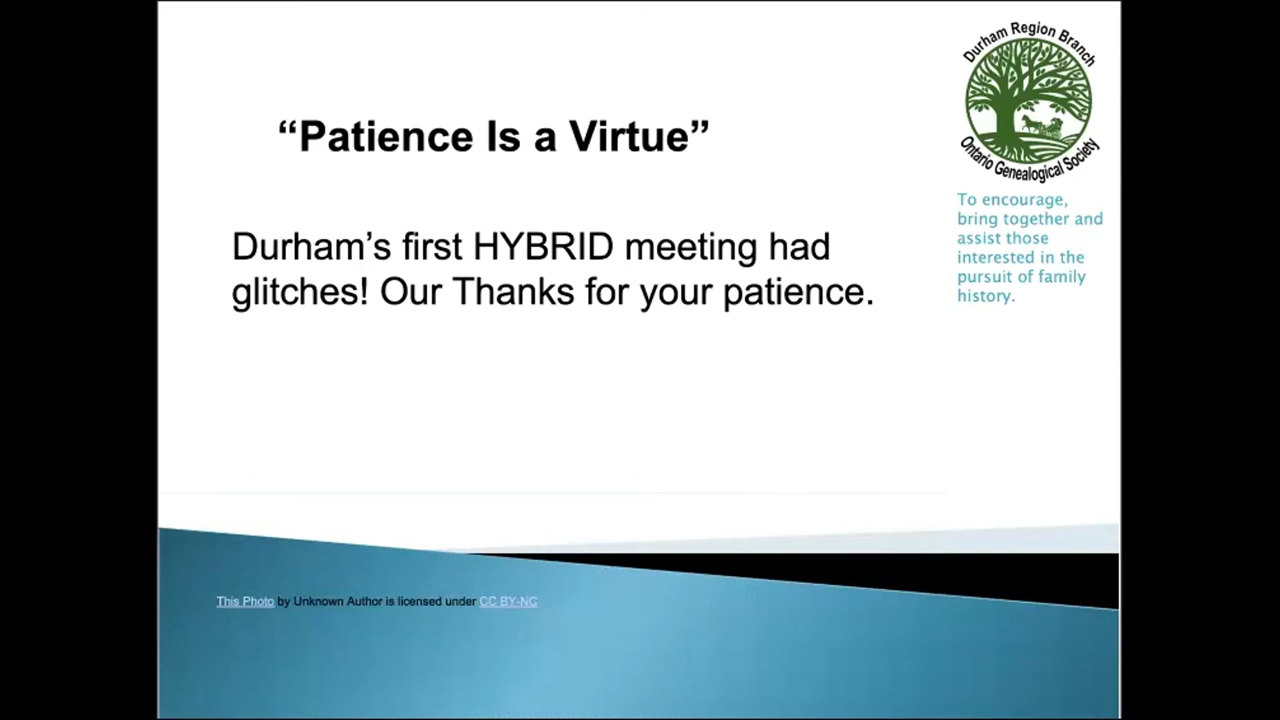 Durham Region Branch
Ontario Genealogical Society
“Patience Is a Virtue”
To encourage,
bring together and
assist those
interested in the
pursuit of family
history.
Durham’s first HYBRID meeting had
glitches! Our Thanks for your patience.
This Photo by Unknown Author is licensed under CC BY-NC